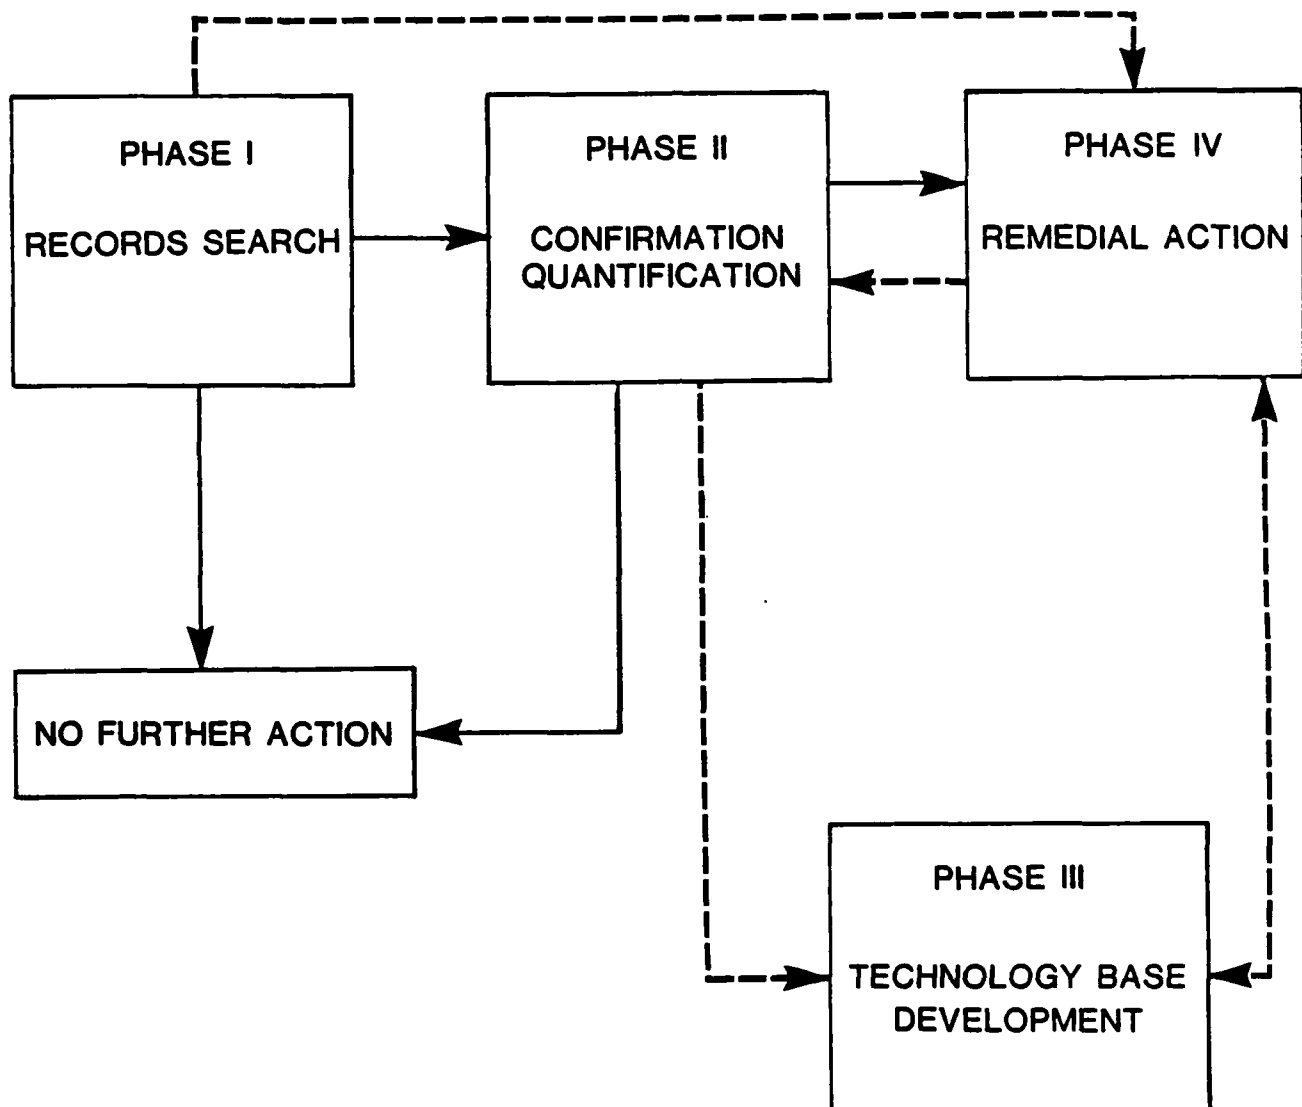 PHASE I
RECORDS SEARCH
PHASE II
CONFIRMATION
QUANTIFICATION
PHASE IV
REMEDIAL ACTION
NO FURTHER ACTION
PHASE III
TECHNOLOGY BASE
DEVELOPMENT